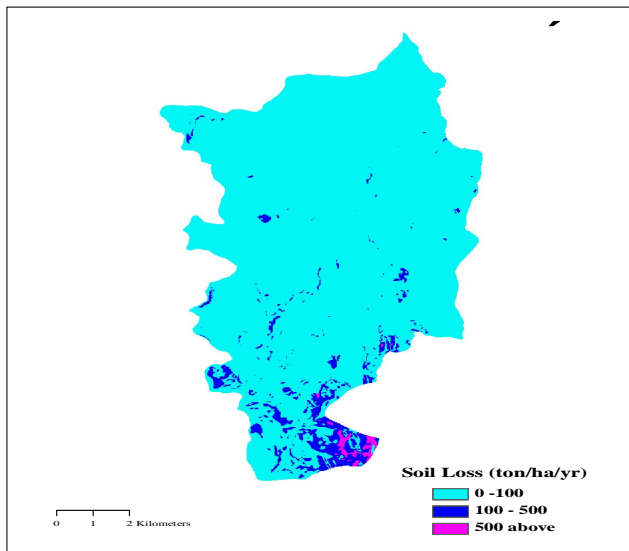 Soil Loss (ton/ha/yr)
0 -100
100 - 500
500 above
0 1 2 Kilometers